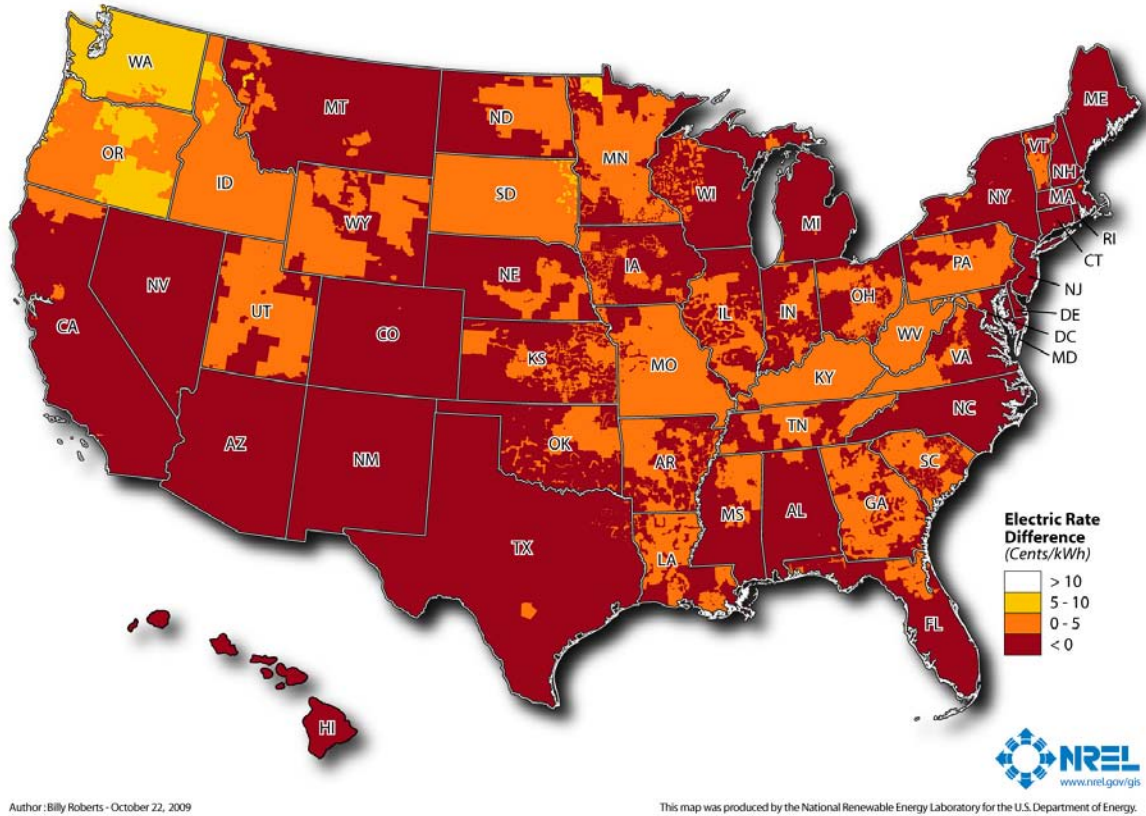 WA
MT
ND
MN
ME
VT
NH
OR
ID
SD
WI
NY
MA
WY
MI
RI
CT
NE
IA
PA
NJ
NV
UT
IL
IN
OH
DE
DC
MD
CA
CO
KS
MO
WV
VA
KY
NC
TN
AZ
NM
OK
AR
SC
MS
AL
GA
TX
LA
FL
HI
Electric Rate
Difference
(Cents/kWh)
> 10
5 - 10
0 - 5
< 0
NREL
www.nrel.gov/gis
Author : Billy Roberts - October 22, 2009
This map was produced by the National Renewable Energy Laboratory for the U.S. Department of Energy.